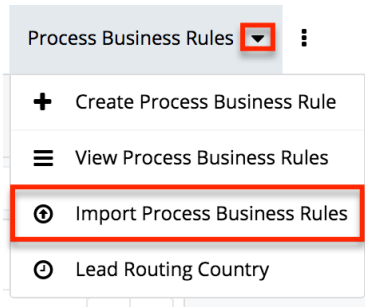 Process Business Rules
Create Process Business Rule
View Process Business Rules
Import Process Business Rules
Lead Routing Country